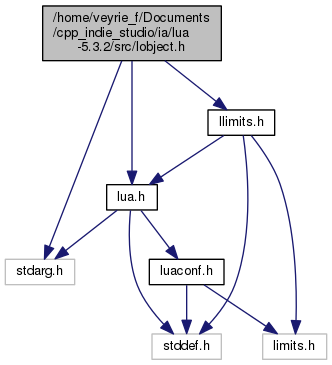 /home/veyrie_f/Documents
/cpp_indie_studio/ia/lua
-5.3.2/src/lobject.h
llimits.h
lua.h
stdarg.h
luaconf.h
stddef.h
limits.h